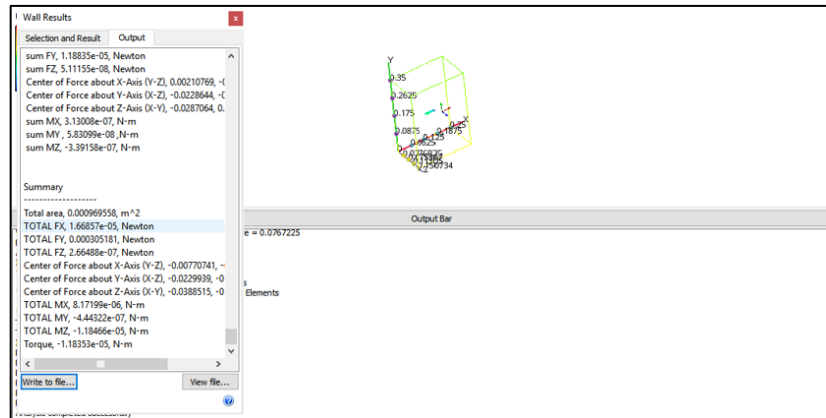 Wall Results
x
Selection and Result
Output
sum FY, 1.18835e-05, Newton
sum FZ, 5.11155e-08, Newton
Center of Force about X-Axis (Y-Z), 0.00210769, -(
Center of Force about Y-Axis (X-Z), -0.0228644, -(
Center of Force about Z-Axis (X-Y), -0.0287064, 0.
sum MX, 3.13008e-07, N-m
sum MY , 5.83099e-08 ,N-m
sum MZ, -3.39158e-07, N-m
Summary
-------------------
Total area, 0.000969558, m^2
TOTAL FX, 1.66857e-05, Newton
TOTAL FY, 0.000305181, Newton
TOTAL FZ, 2.66488e-07, Newton
Center of Force about X-Axis (Y-Z), -0.00770741, -
Center of Force about Y-Axis (X-Z), -0.0229939, -0
Center of Force about Z-Axis (X-Y), -0.0388515, -
TOTAL MX, 8.17199e-06, N-m
TOTAL MY, -4.44322e-07, N-m
TOTAL MZ, -1.18466e-05, N-m
Torque, -1.18353e-05, N-m
Write to file...
View file...
Y
0.35
0.2625
0.175
0.0875
0
0.0625
0.125
0.1875
0.25
X
Output Bar
= 0.0767225
Elements
Analysis completed successfully